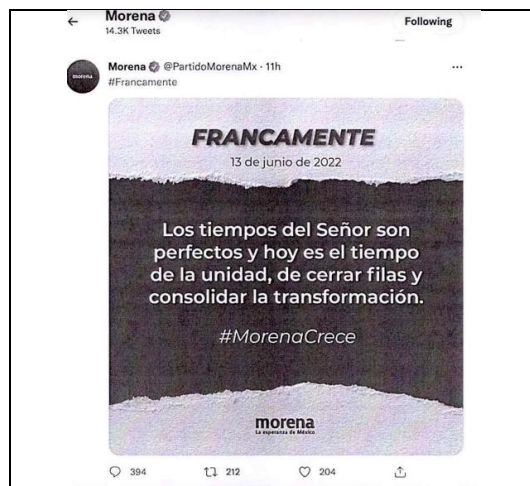 Morena
Following
14.3K Tweets
Morena @PartidoMorenaMx · 11h
#Francamente
morena
FRANCAMENTE
13 de junio de 2022
Los tiempos del Señor son
perfectos y hoy es el tiempo
de la unidad, de cerrar filas y
consolidar la transformación.
#MorenaCrece
morena
La esperanza de México
394 212 204